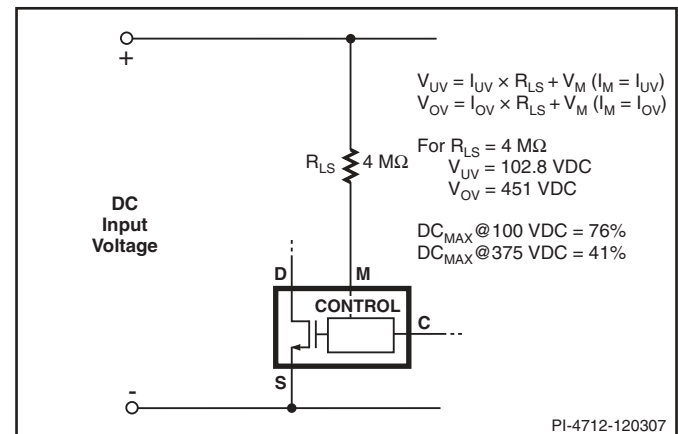 +
V_UV = I_UV × R_LS + V_M (I_M = I_UV)
V_OV = I_OV × R_LS + V_M (I_M = I_OV)
For R_LS = 4 MΩ
V_UV = 102.8 VDC
V_OV = 451 VDC
DC_MAX@100 VDC = 76%
DC_MAX@375 VDC = 41%
R_LS 4 MΩ
DC
Input
Voltage
D M
CONTROL
C
S
-
PI-4712-120307